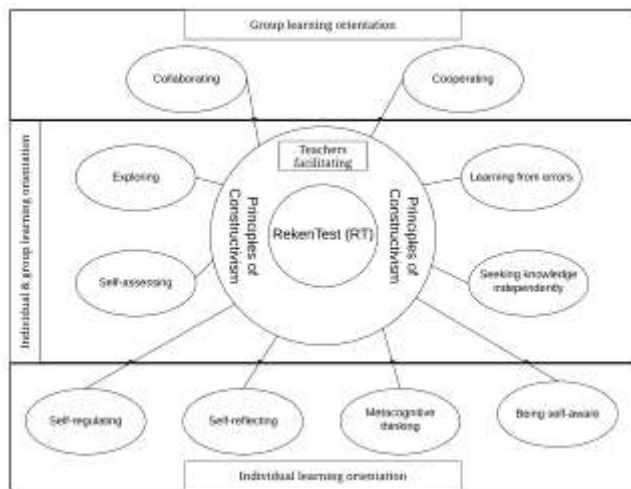 Group learning orientation
Collaborating
Cooperating
Individual & group learning orientation
Teachers
facilitating
Exploring
Learning from errors
Principles of
Constructivism
RekenTest (RT)
Principles of
Constructivism
Self-assessing
Seeking knowledge
independently
Self-regulating
Self-reflecting
Metacognitive
thinking
Being self-aware
Individual learning orientation